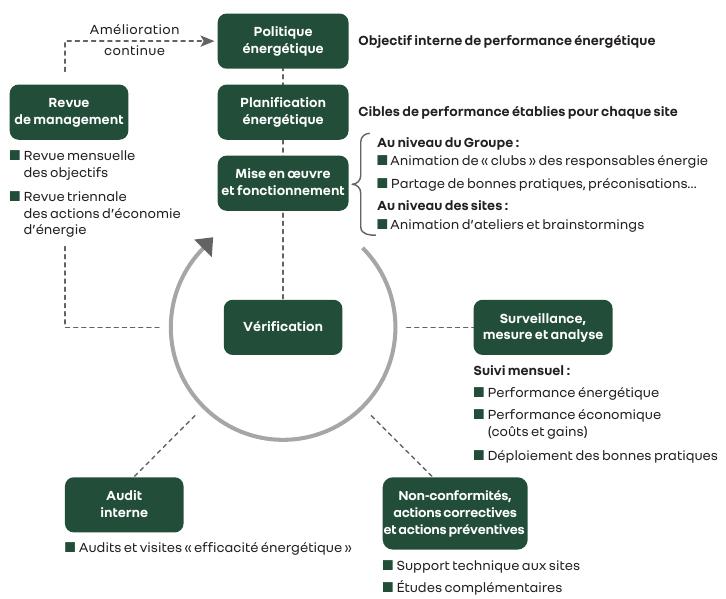 Amélioration
continue
Politique
énergétique
Objectif interne de performance énergétique
Revue
de management
Revue mensuelle
des objectifs
Revue triennale
des actions d'économie
d'énergie
Planification
énergétique
Cibles de performance établies pour chaque site
Mise en œuvre
et fonctionnement
Au niveau du Groupe :
Animation de « clubs » des responsables énergie
Partage de bonnes pratiques, préconisations...
Au niveau des sites :
Animation d'ateliers et brainstormings
Vérification
Surveillance,
mesure et analyse
Suivi mensuel :
Performance énergétique
Performance économique
(coûts et gains)
Déploiement des bonnes pratiques
Audit
interne
Audits et visites « efficacité énergétique »
Non-conformités,
actions correctives
et actions préventives
Support technique aux sites
Études complémentaires